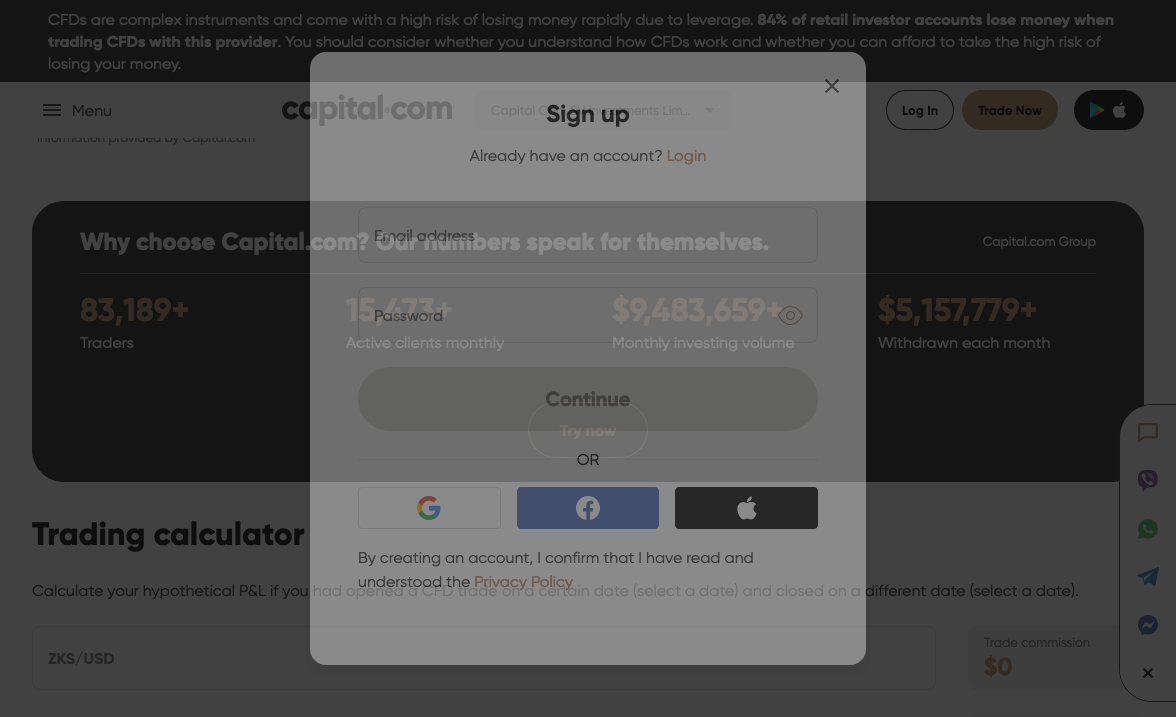 CFDs are complex instruments and come with a high risk of losing money rapidly due to leverage. 84% of retail investor accounts lose money when
trading CFDs with this provider. You should consider whether you understand how CFDs work and whether you can afford to take the high risk of
losing your money.
Menu
capital.com
Capital Com SV Investments Lim...
Log In
Trade Now
information provided by Capital.com
Sign up
Already have an account? Login
Email address
Password
Continue
OR
By creating an account, I confirm that I have read and
understood the Privacy Policy
Why choose Capital.com? Our numbers speak for themselves.
Capital.com Group
83,189+
Traders
15,473+
Active clients monthly
$9,483,659+
Monthly investing volume
$5,157,779+
Withdrawn each month
Try now
Trading calculator
Calculate your hypothetical P&L if you had opened a CFD trade on a certain date (select a date) and closed on a different date (select a date).
ZKS/USD
Trade commission
$0